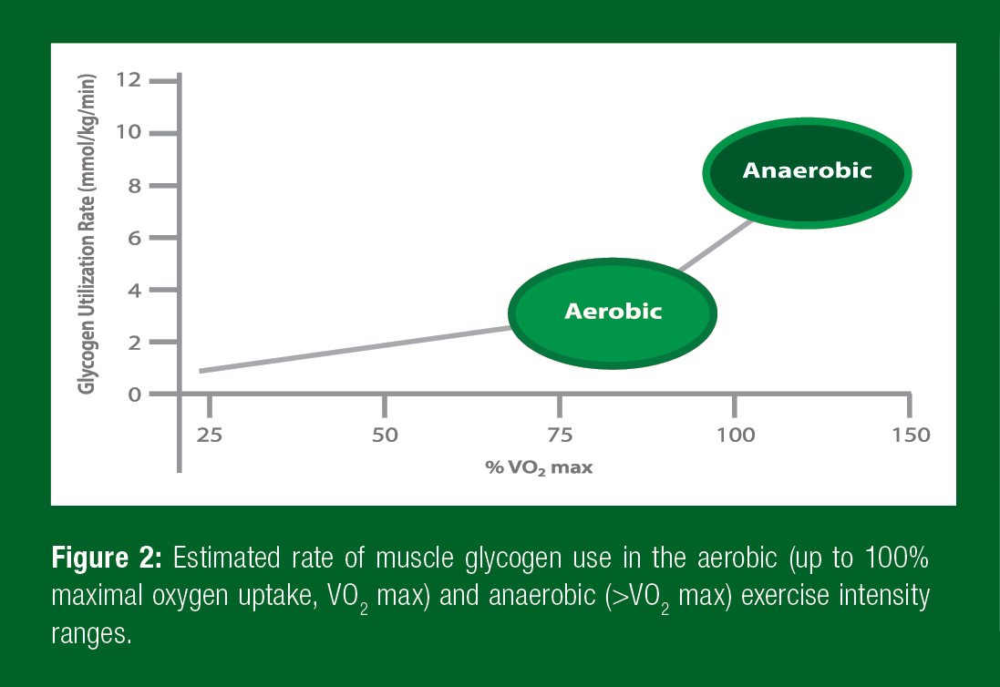 Glycogen Utilization Rate (mmol/kg/min)
12
10
8
6
4
2
0
Anaerobic
Aerobic
25 50 75 100 150
% VO₂ max
Figure 2: Estimated rate of muscle glycogen use in the aerobic (up to 100%
maximal oxygen uptake, VO₂ max) and anaerobic (>VO₂ max) exercise intensity
ranges.